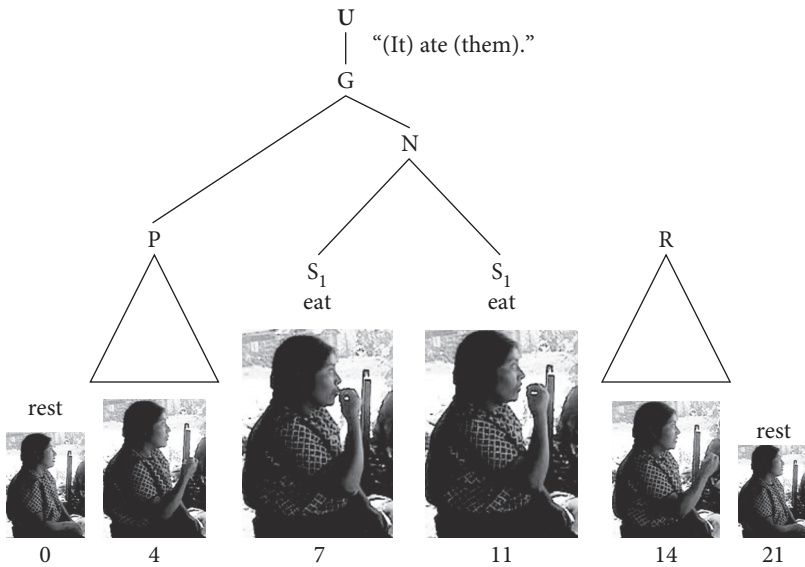 U
“(It) ate (them).”
G
N
P
R
S₁
S₁
eat
eat
rest
rest
0
4
7
11
14
21